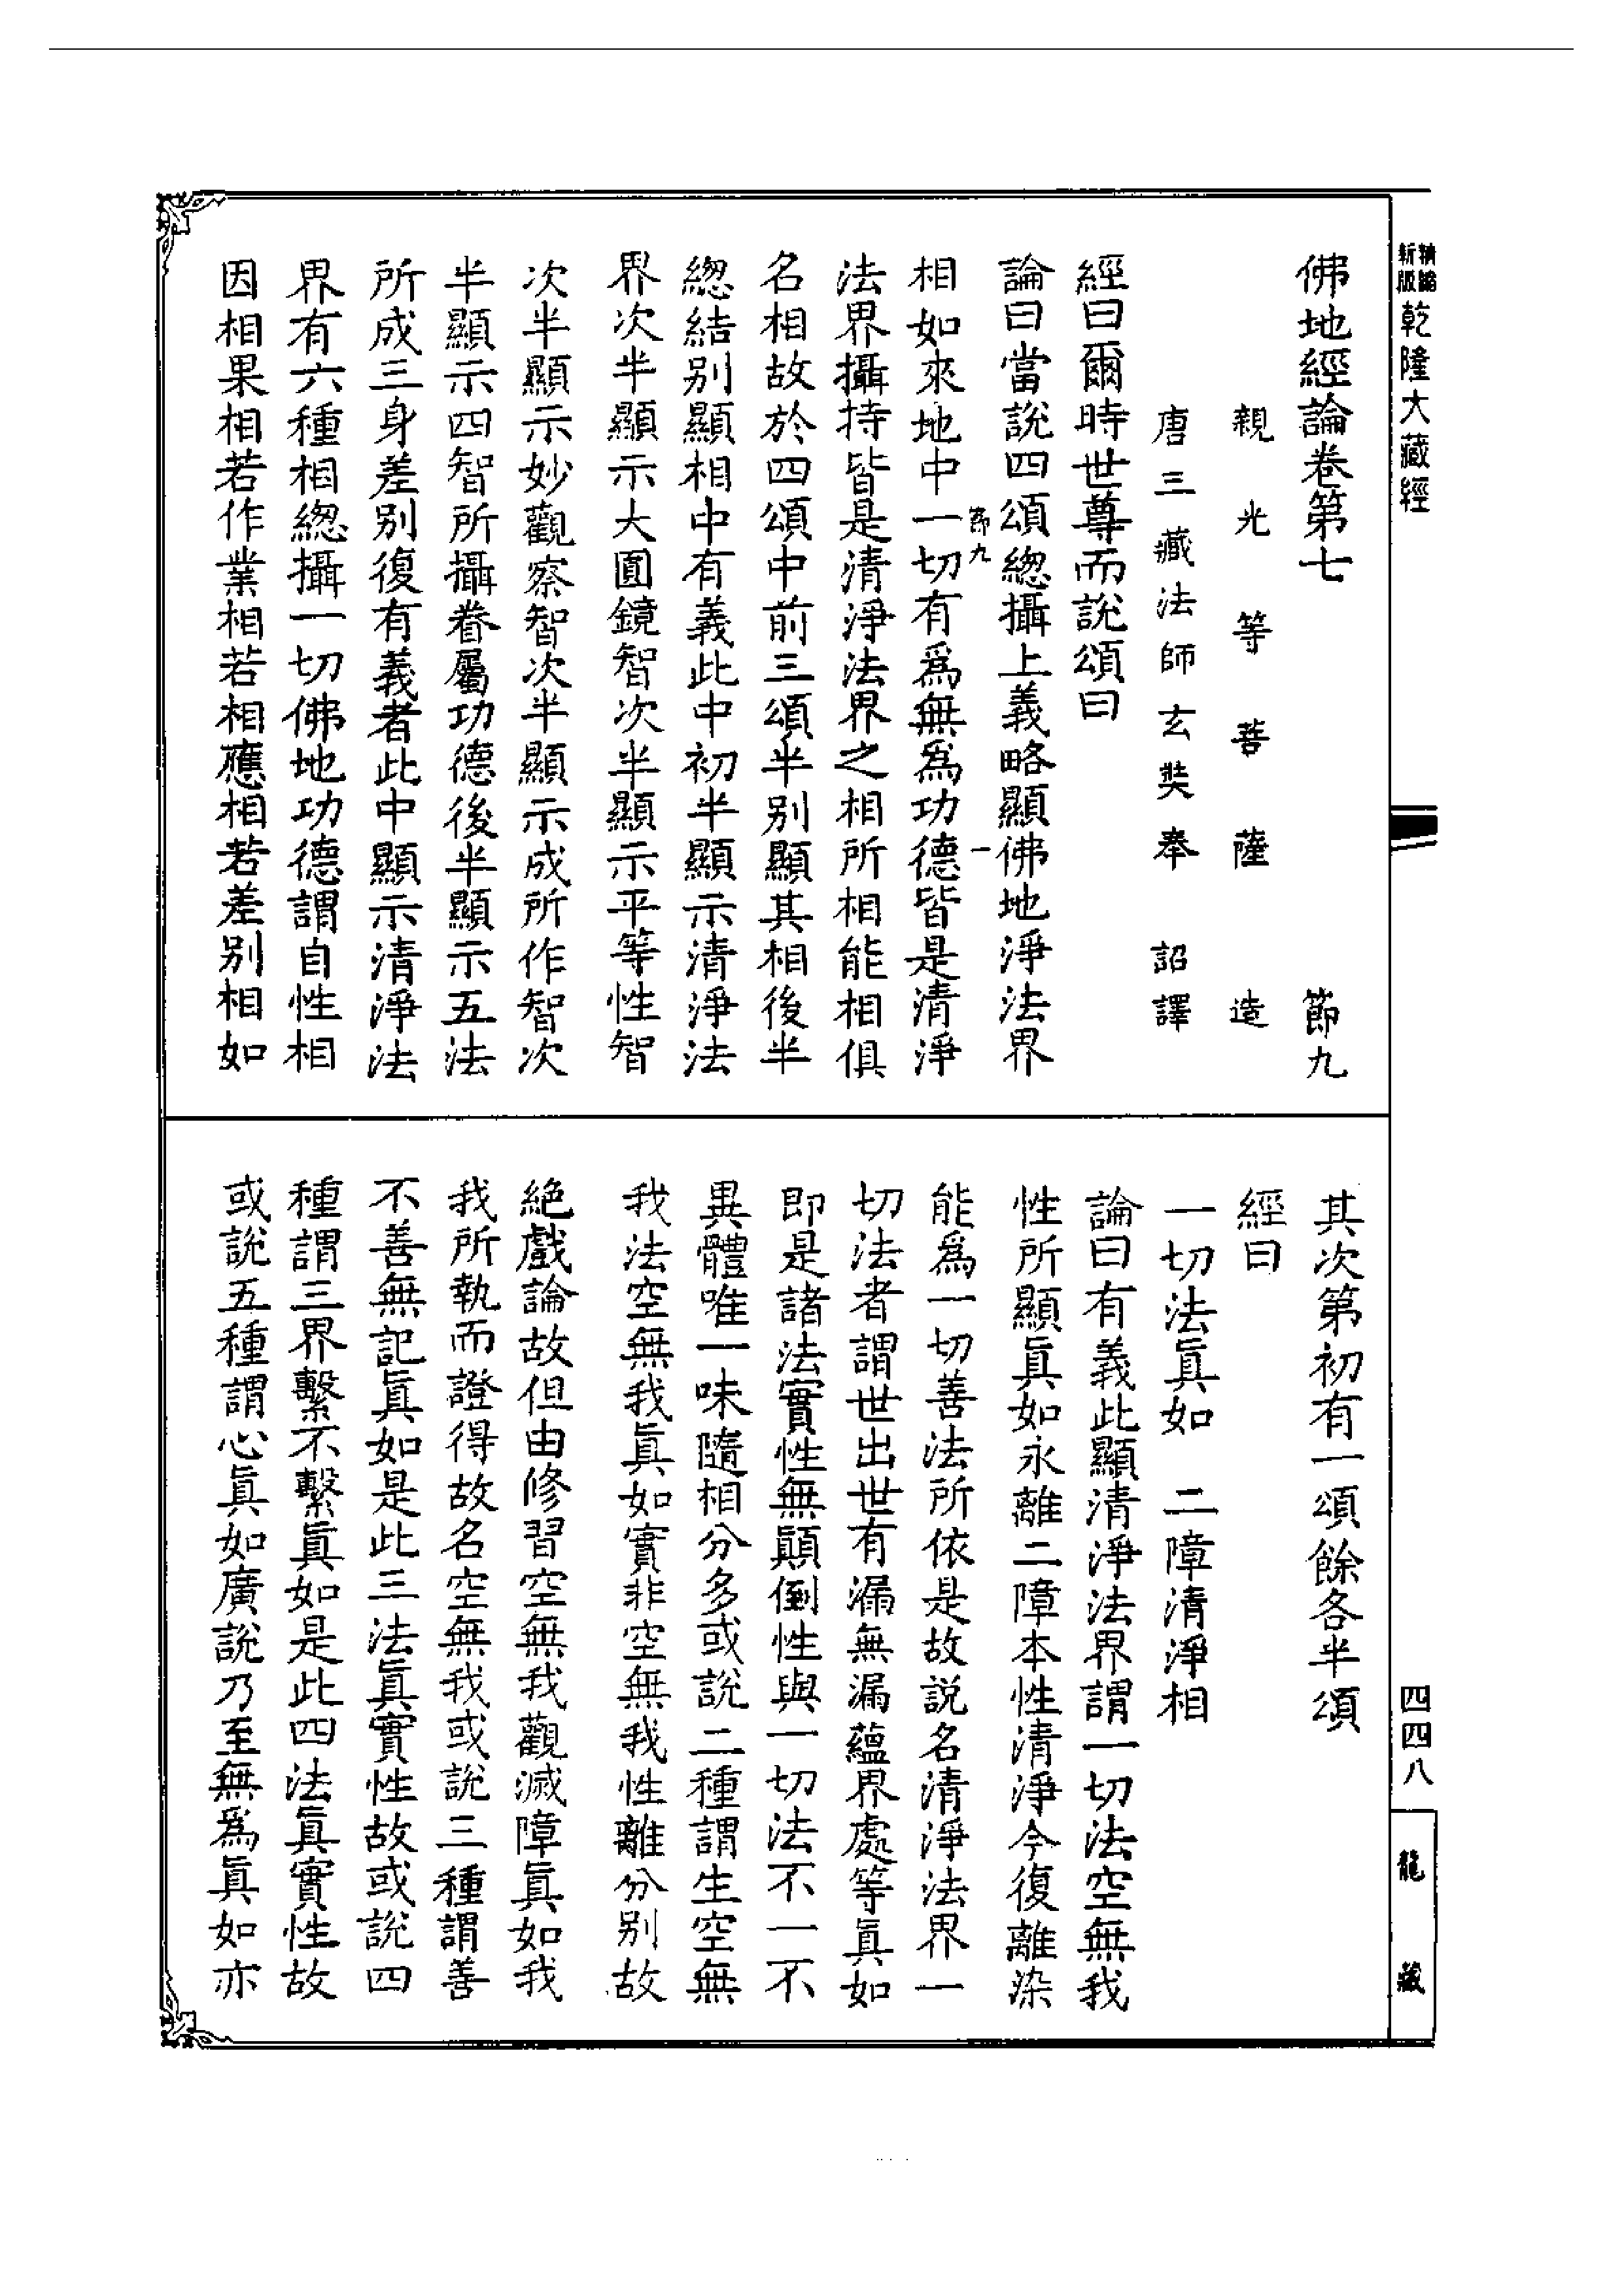 精縮新版
乾隆大藏經
佛地經論卷第七 節九
親光等菩薩造
唐三藏法師玄奘奉 詔譯
經曰爾時世尊而說頌曰
論曰當說四頌緫攝上義略顯佛地淨法界
節九 一
相如來地中一切有爲無爲功德皆是清淨
法界攝持皆是清淨法界之相所相能相俱
名相故於四頌中前三頌半別顯其相後半
緫結別顯相中有義此中初半顯示清淨法
界次半顯示大圓鏡智次半顯示平等性智
次半顯示妙觀察智次半顯示成所作智次
半顯示四智所攝眷屬功德後半顯示五法
所成三身差別復有義者此中顯示清淨法
界有六種相緫攝一切佛地功德謂自性相
因相果相若作業相若相應相若差別相如
其次第初有一頌餘各半頌
經曰
一切法眞如 二障清淨相
論曰有義此顯清淨法界謂一切法空無我
性所顯眞如永離二障本性清淨今復離染
能爲一切善法所依是故說名清淨法界一
切法者謂世出世有漏無漏蘊界處等眞如
即是諸法實性無顛倒性與一切法不一不
異體唯一味隨相分多或說二種謂生空無
我法空無我眞如實非空無我性離分別故
絶戲論故但由修習空無我觀滅障眞如我
我所執而證得故名空無我或說三種謂善
不善無記眞如是此三法眞實性故或說四
種謂三界繫不繫眞如是此四法眞實性故
或說五種謂心眞如廣說乃至無爲眞如亦
四四八
龍藏